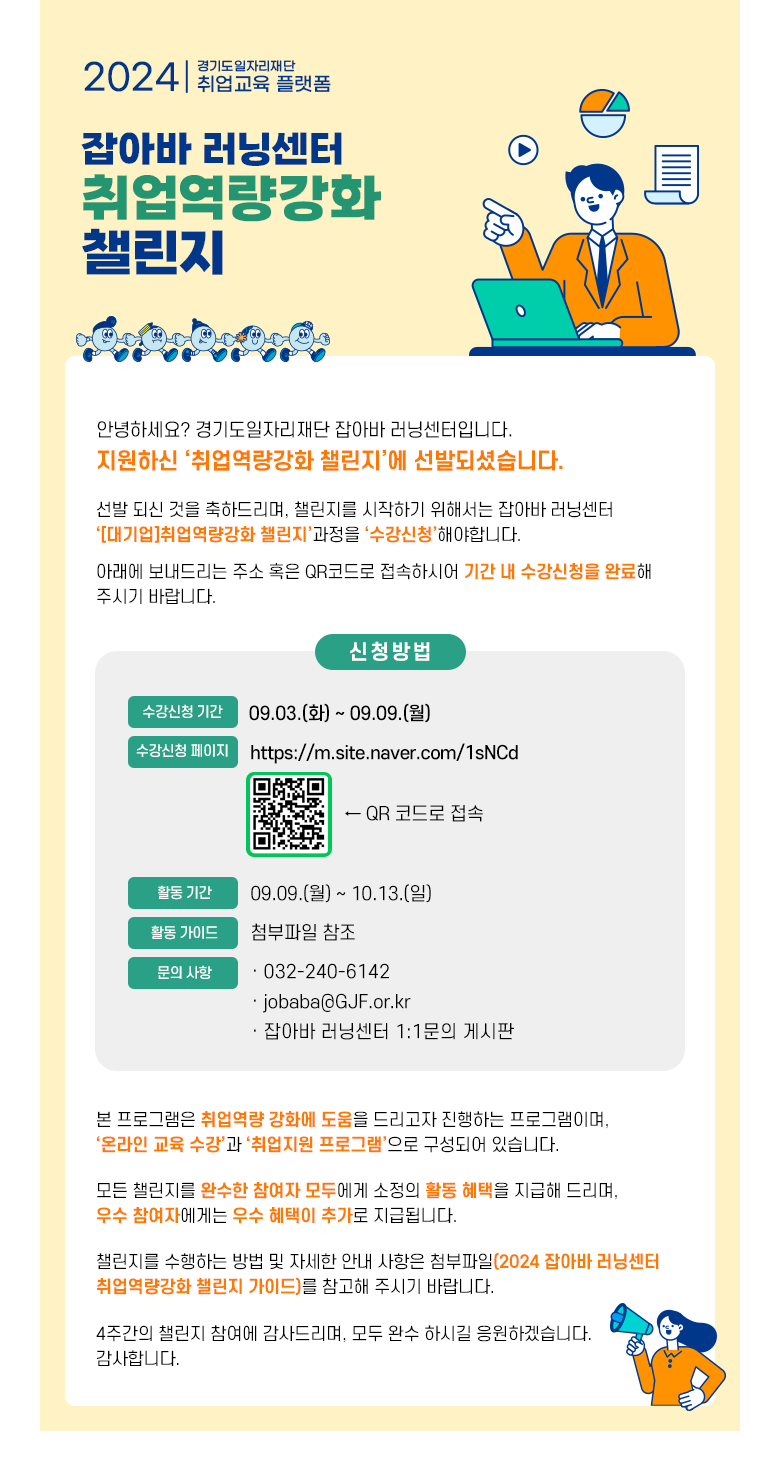 2024
경기도일자리재단
취업교육 플랫폼
잡아바 러닝센터
취업역량강화
챌린지
안녕하세요? 경기도일자리재단 잡아바 러닝센터입니다.
지원하신 ‘취업역량강화 챌린지’에 선발되셨습니다.
선발 되신 것을 축하드리며, 챌린지를 시작하기 위해서는 잡아바 러닝센터
‘[대기업]취업역량강화 챌린지’과정을 ‘수강신청’해야합니다.
아래에 보내드리는 주소 혹은 QR코드로 접속하시어 기간 내 수강신청을 완료해
주시기 바랍니다.
신청방법
수강신청 기간 09.03.(화) ~ 09.09.(월)
수강신청 페이지 https://m.site.naver.com/1sNCd
← QR 코드로 접속
활동 기간 09.09.(월) ~ 10.13.(일)
활동 가이드 첨부파일 참조
문의 사항 · 032-240-6142
· jobaba@GJF.or.kr
· 잡아바 러닝센터 1:1문의 게시판
본 프로그램은 취업역량 강화에 도움을 드리고자 진행하는 프로그램이며,
‘온라인 교육 수강’과 ‘취업지원 프로그램’으로 구성되어 있습니다.
모든 챌린지를 완수한 참여자 모두에게 소정의 활동 혜택을 지급해 드리며,
우수 참여자에게는 우수 혜택이 추가로 지급됩니다.
챌린지를 수행하는 방법 및 자세한 안내 사항은 첨부파일(2024 잡아바 러닝센터
취업역량강화 챌린지 가이드)를 참고해 주시기 바랍니다.
4주간의 챌린지 참여에 감사드리며, 모두 완수 하시길 응원하겠습니다.
감사합니다.